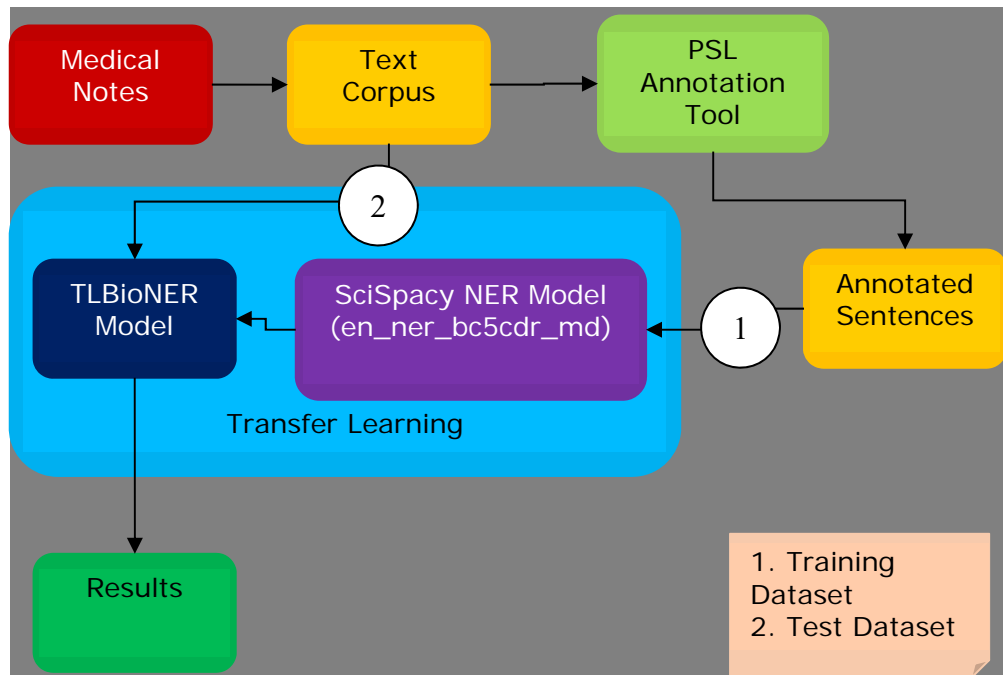 Medical
Notes
Text
Corpus
PSL
Annotation
Tool
2
TLBioNER
Model
SciSpacy NER Model
(en_ner_bc5cdr_md)
1
Annotated
Sentences
Transfer Learning
Results
1. Training
Dataset
2. Test Dataset